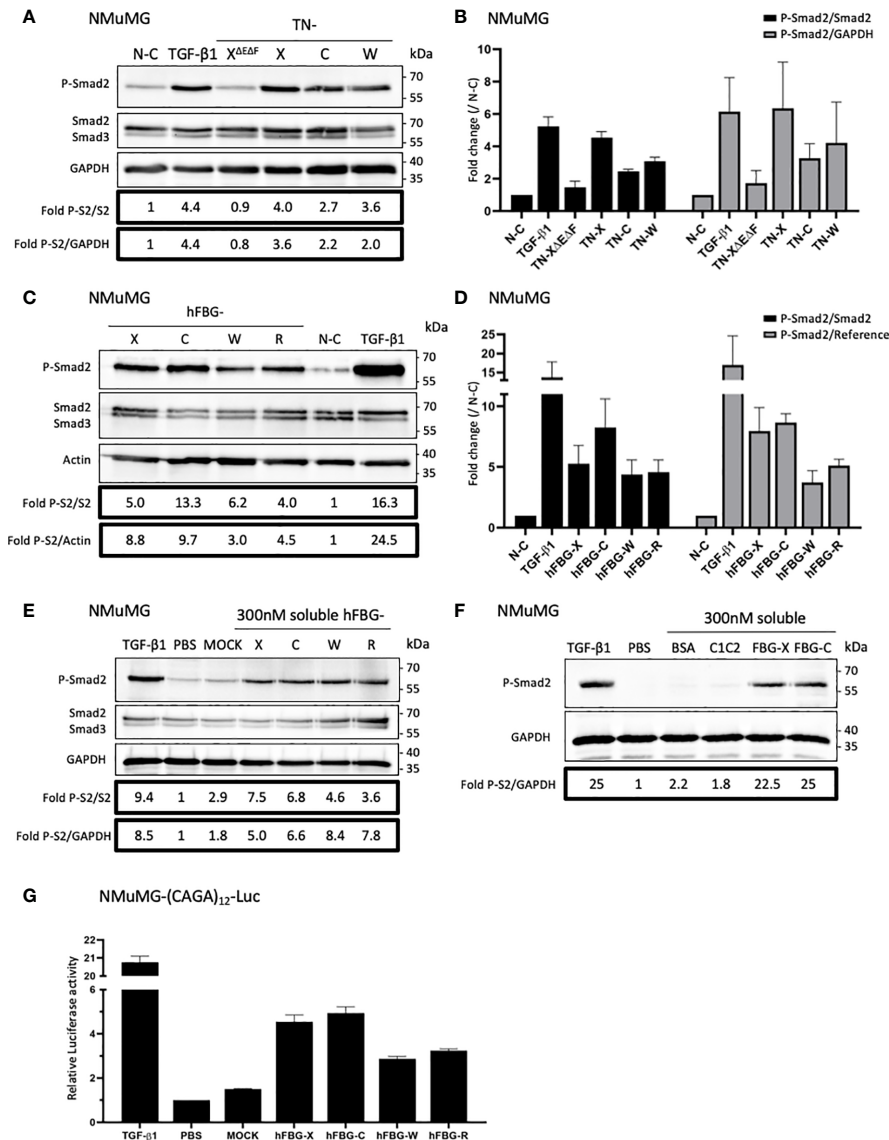 A NMuMG
TN-
N-C TGF-β1 XΔEΔF X C W kDa
P-Smad2 70
55
Smad2 70
Smad3 55
GAPDH 40
35
Fold P-S2/S2 1 4.4 0.9 4.0 2.7 3.6
Fold P-S2/GAPDH 1 4.4 0.8 3.6 2.2 2.0
B NMuMG
P-Smad2/Smad2
P-Smad2/GAPDH
Fold change (/ N-C)
10
8
6
4
2
0
N-C TGF-β1 TN-XΔEΔF TN-X TN-C TN-W N-C TGF-β1 TN-XΔEΔF TN-X TN-C TN-W
C NMuMG
hFBG-
X C W R N-C TGF-β1 kDa
P-Smad2 70
55
Smad2 70
Smad3 55
Actin 40
35
Fold P-S2/S2 5.0 13.3 6.2 4.0 1 16.3
Fold P-S2/Actin 8.8 9.7 3.0 4.5 1 24.5
D NMuMG
P-Smad2/Smad2
P-Smad2/Reference
Fold change (/ N-C)
25
20
15
10
5
0
N-C TGF-β1 hFBG-X hFBG-C hFBG-W hFBG-R N-C TGF-β1 hFBG-X hFBG-C hFBG-W hFBG-R
E NMuMG 300nM soluble hFBG-
TGF-β1 PBS MOCK X C W R kDa
P-Smad2 70
55
Smad2 70
Smad3 55
GAPDH 40
35
Fold P-S2/S2 9.4 1 2.9 7.5 6.8 4.6 3.6
Fold P-S2/GAPDH 8.5 1 1.8 5.0 6.6 8.4 7.8
F NMuMG 300nM soluble
TGF-β1 PBS BSA C1C2 FBG-X FBG-C kDa
P-Smad2 70
55
GAPDH 40
35
Fold P-S2/GAPDH 25 1 2.2 1.8 22.5 25
G NMuMG-(CAGA)12-Luc
Relative Luciferase activity
22
21
20
6
4
2
0
TGF-β1 PBS MOCK hFBG-X hFBG-C hFBG-W hFBG-R